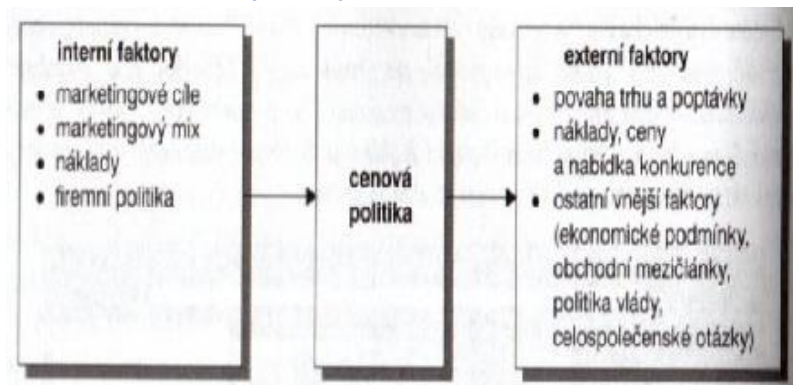 interní faktory
• marketingové cíle
• marketingový mix
• náklady
• firemní politika
cenová
politika
externí faktory
• povaha trhu a poptávky
• náklady, ceny
a nabídka konkurence
• ostatní vnější faktory
(ekonomické podmínky,
obchodní mezičlánky,
politika vlády,
celospolečenské otázky)